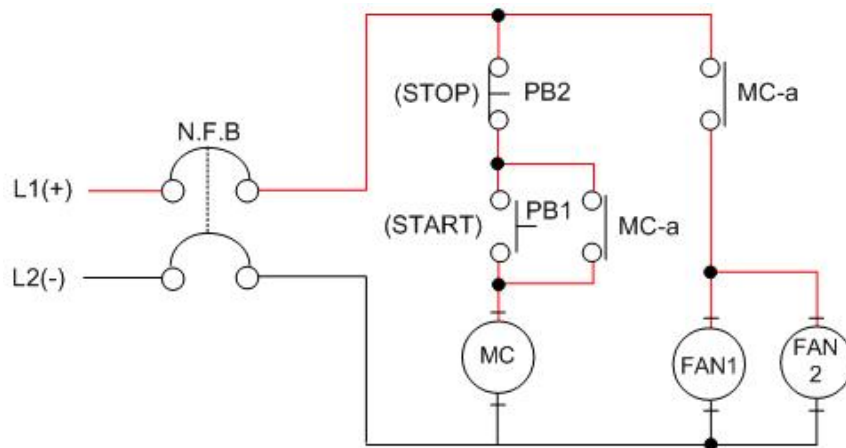 N.F.B
L1(+)
L2(-)
(STOP) PB2
(START) PB1
MC-a
MC-a
MC
FAN1
FAN
2